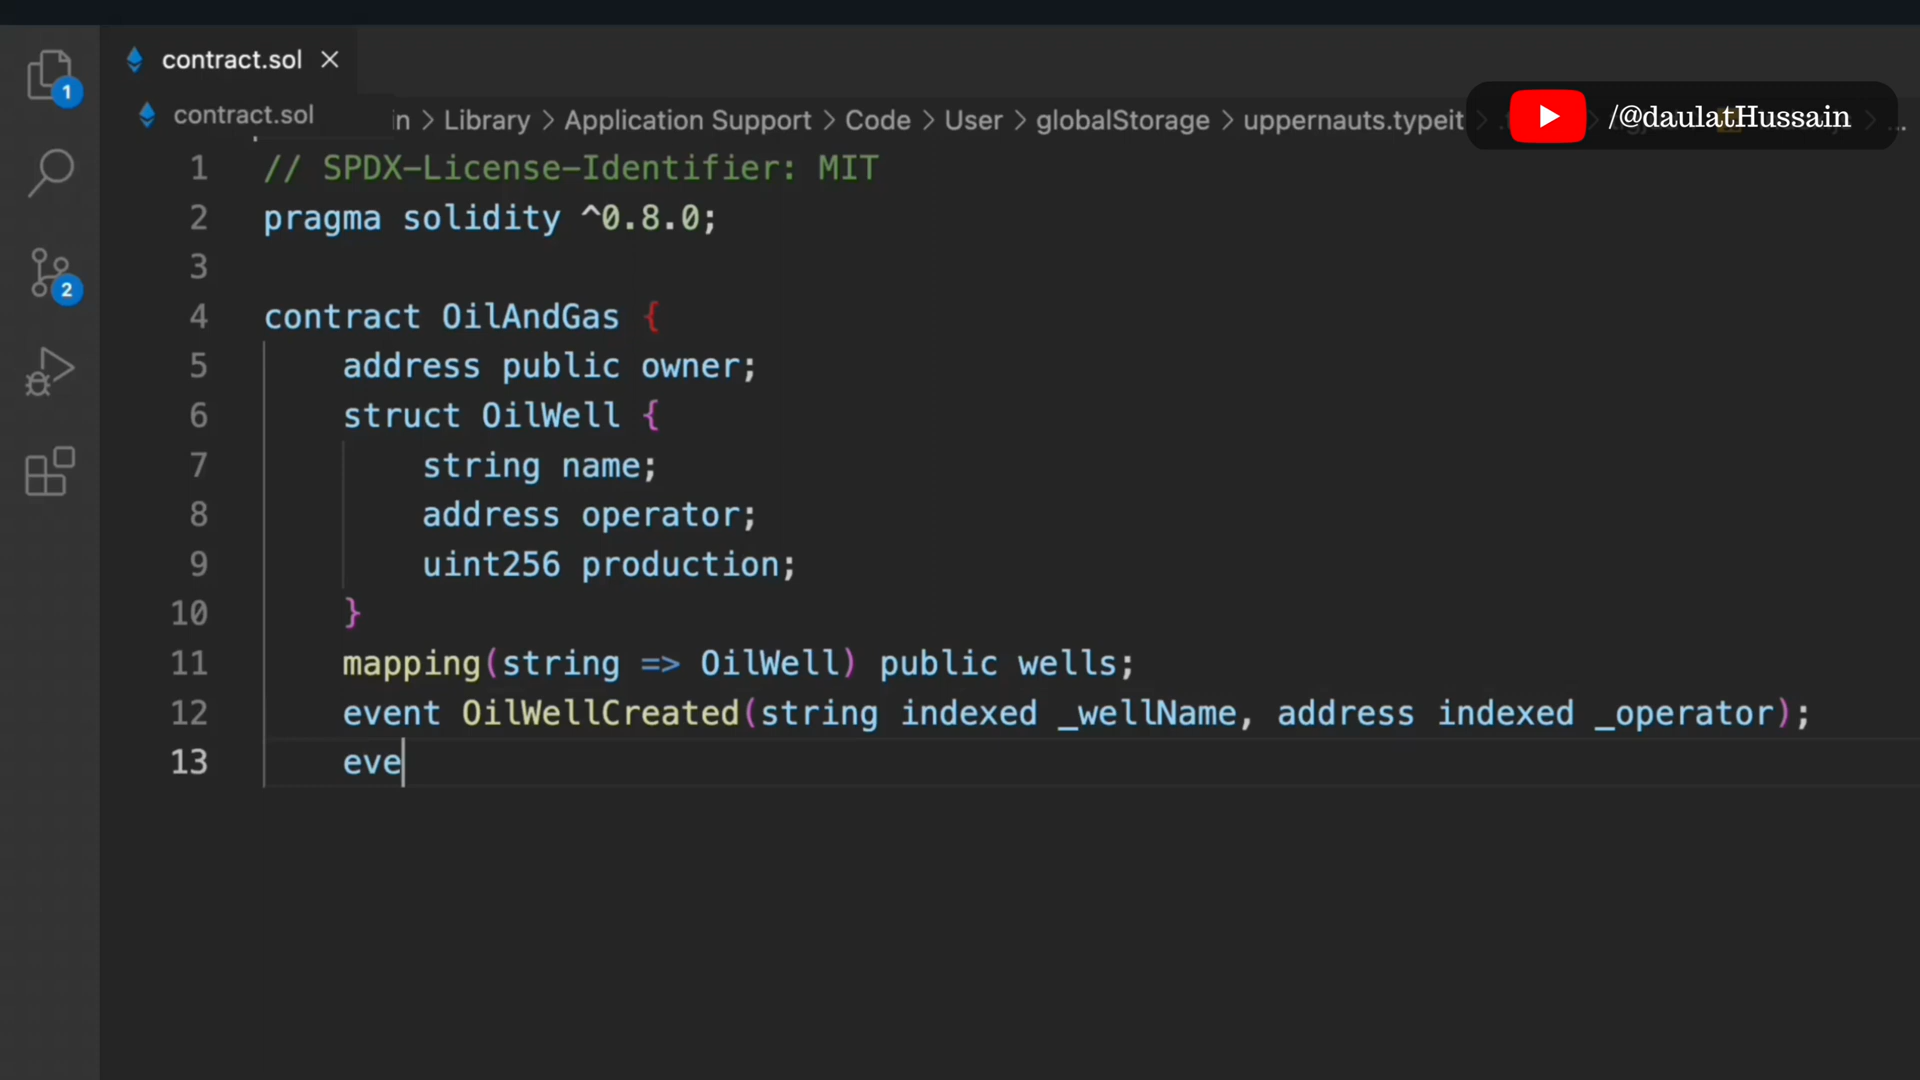 contract.sol
/@daulatHussain
contract.sol
in > Library > Application Support > Code > User > globalStorage > uppernauts.typeit
1 // SPDX-License-Identifier: MIT
2 pragma solidity ^0.8.0;
3
4 contract OilAndGas {
5 address public owner;
6 struct OilWell {
7 string name;
8 address operator;
9 uint256 production;
10 }
11 mapping(string => OilWell) public wells;
12 event OilWellCreated(string indexed _wellName, address indexed _operator);
13 eve
1
2